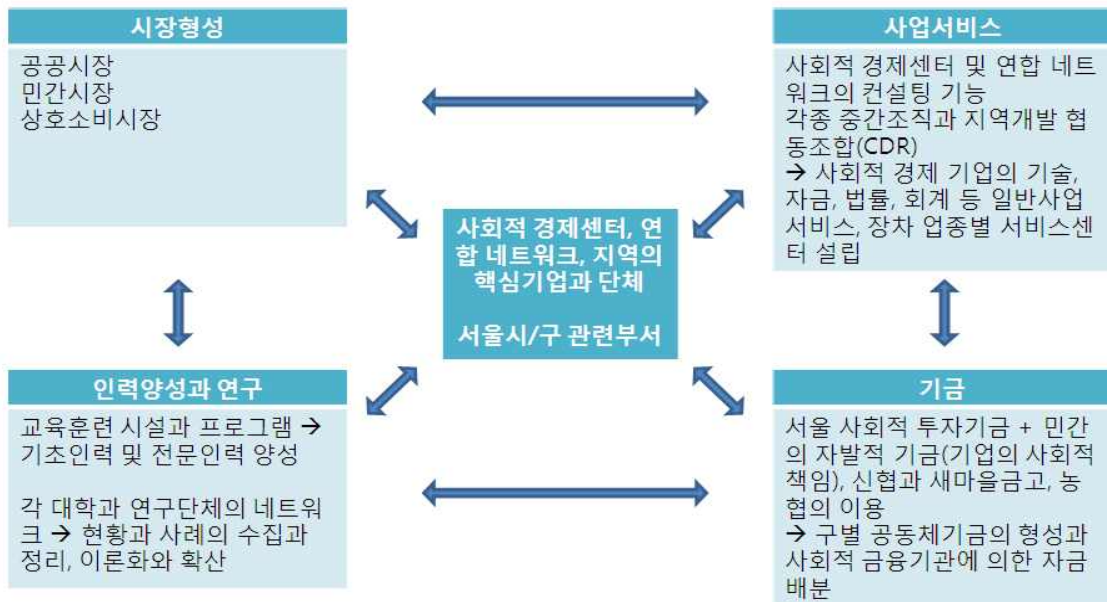 시장형성
공공시장
민간시장
상호소비시장
사업서비스
사회적 경제센터 및 연합 네트
워크의 컨설팅 기능
각종 중간조직과 지역개발 협
동조합(CDR)
→ 사회적 경제 기업의 기술,
자금, 법률, 회계 등 일반사업
서비스, 장차 업종별 서비스센
터 설립
사회적 경제센터, 연
합 네트워크, 지역의
핵심기업과 단체
서울시/구 관련부서
인력양성과 연구
교육훈련 시설과 프로그램 →
기초인력 및 전문인력 양성
각 대학과 연구단체의 네트워
크 → 현황과 사례의 수집과
정리, 이론화와 확산
기금
서울 사회적 투자기금 + 민간
의 자발적 기금(기업의 사회적
책임), 신협과 새마을금고, 농
협의 이용
→ 구별 공동체기금의 형성과
사회적 금융기관에 의한 자금
배분